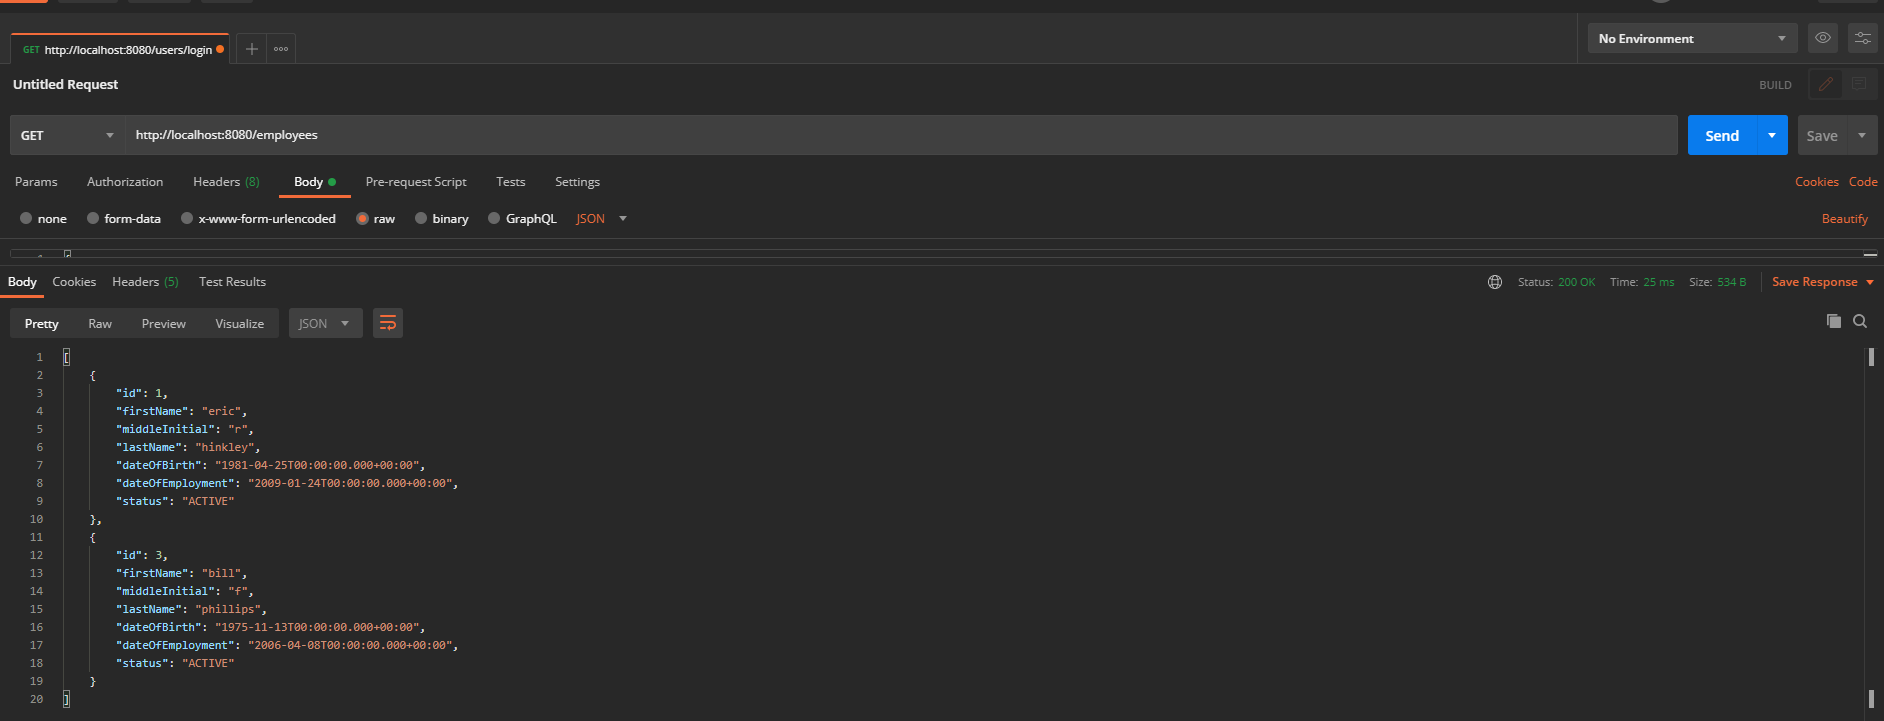 GET http://localhost:8080/users/login
No Environment
Untitled Request
BUILD
GET http://localhost:8080/employees Send Save
Params Authorization Headers (8) Body Pre-request Script Tests Settings Cookies Code
none form-data x-www-form-urlencoded raw binary GraphQL JSON Beautify
Body Cookies Headers (5) Test Results Status: 200 OK Time: 25 ms Size: 534 B Save Response
Pretty Raw Preview Visualize JSON
1 [
2 {
3 "id": 1,
4 "firstName": "eric",
5 "middleInitial": "r",
6 "lastName": "hinkley",
7 "dateOfBirth": "1981-04-25T00:00:00.000+00:00",
8 "dateOfEmployment": "2009-01-24T00:00:00.000+00:00",
9 "status": "ACTIVE"
10 },
11 {
12 "id": 3,
13 "firstName": "bill",
14 "middleInitial": "f",
15 "lastName": "phillips",
16 "dateOfBirth": "1975-11-13T00:00:00.000+00:00",
17 "dateOfEmployment": "2006-04-08T00:00:00.000+00:00",
18 "status": "ACTIVE"
19 }
20 ]